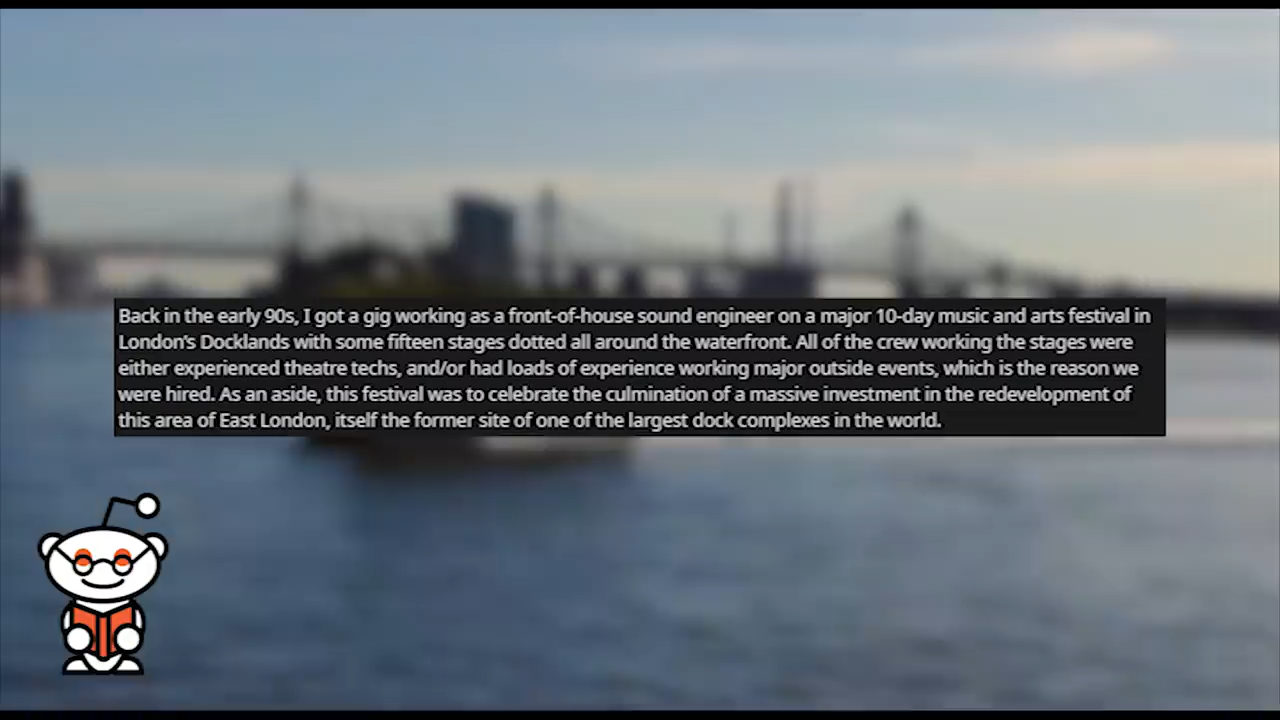 Back in the early 90s, I got a gig working as a front-of-house sound engineer on a major 10-day music and arts festival in
London's Docklands with some fifteen stages dotted all around the waterfront. All of the crew working the stages were
either experienced theatre techs, and/or had loads of experience working major outside events, which is the reason we
were hired. As an aside, this festival was to celebrate the culmination of a massive investment in the redevelopment of
this area of East London, itself the former site of one of the largest dock complexes in the world.